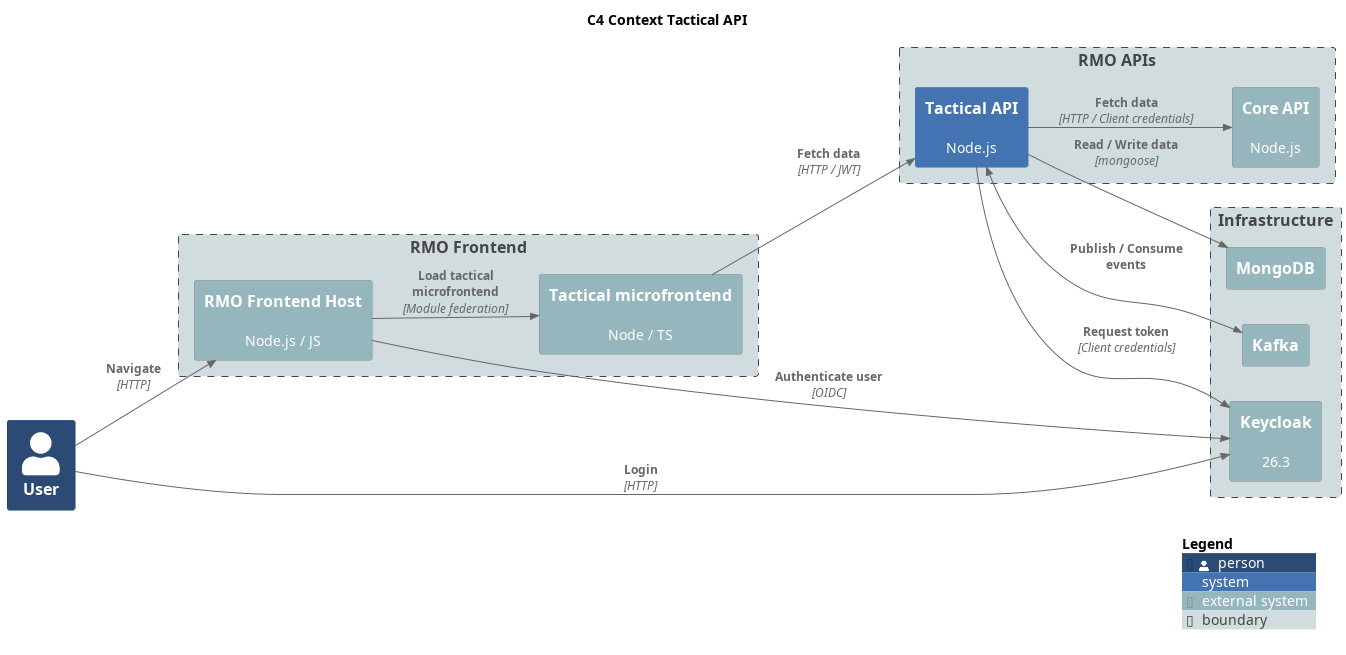 C4 Context Tactical API
RMO APIs
Tactical API
Node.js
Fetch data
[HTTP / Client credentials]
Core API
Node.js
Read / Write data
[mongoose]
Fetch data
[HTTP / JWT]
Infrastructure
MongoDB
Kafka
Keycloak
26.3
Publish / Consume
events
Request token
[Client credentials]
RMO Frontend
RMO Frontend Host
Node.js / JS
Load tactical
microfrontend
[Module federation]
Tactical microfrontend
Node / TS
Navigate
[HTTP]
Authenticate user
[OIDC]
User
Login
[HTTP]
Legend
person
system
external system
boundary